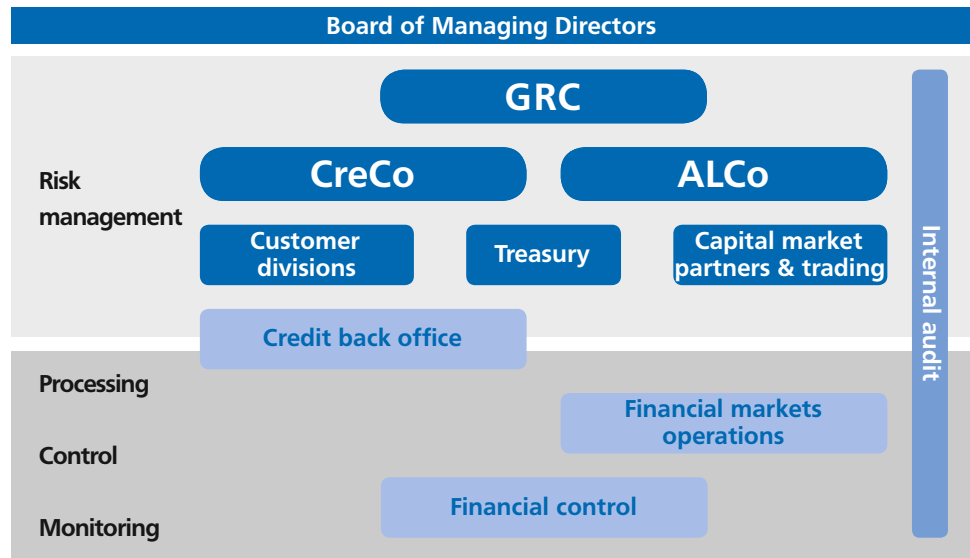 Board of Managing Directors
GRC
CreCo
ALCo
Risk
management
Customer
divisions
Treasury
Capital market
partners & trading
Internal audit
Credit back office
Processing
Financial markets
operations
Control
Financial control
Monitoring